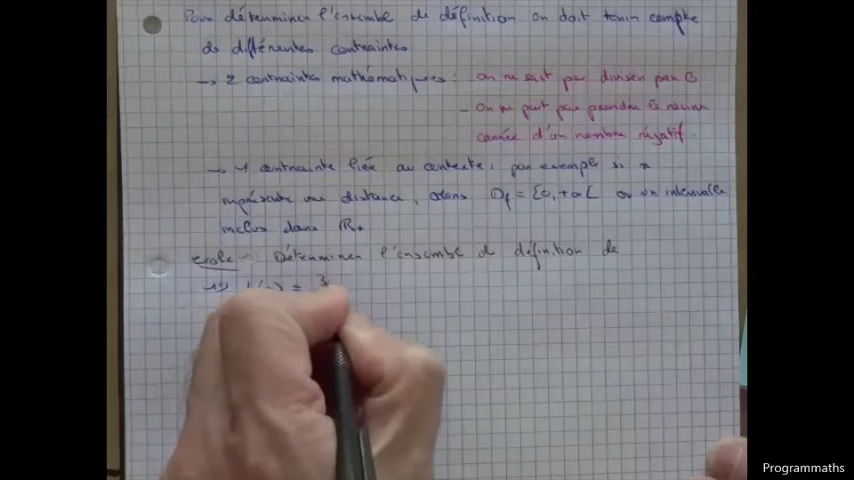 Pour déterminer l'ensemble de définition on doit tenir compte
de différentes contraintes
→ 2 contraintes mathématiques : on ne sait pas diviser par 0
- On ne peut pas prendre la racine
carrée d'un nombre négatif.
→ 1 contrainte liée au contexte : par exemple si x
représente une distance, alors Df = [0, +∞[ ou un intervalle
inclus dans ℝ+
Déterminer l'ensemble de définition de
= 3
Programmaths